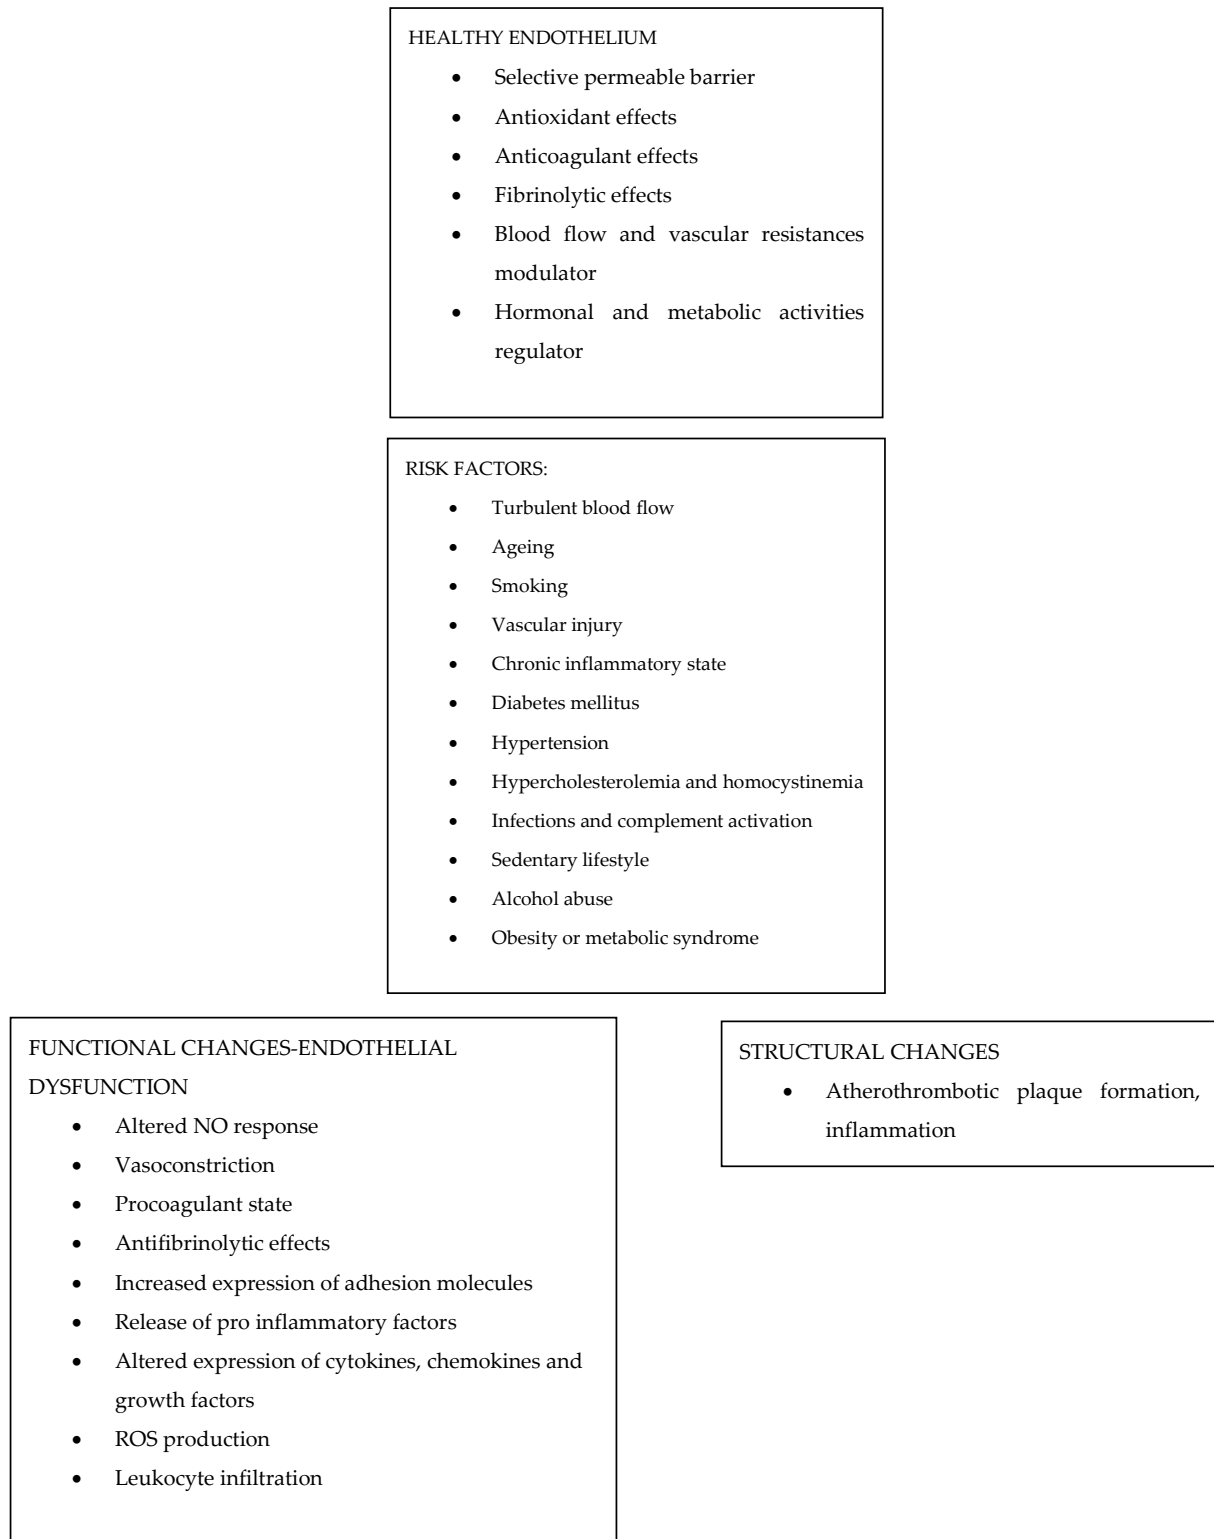 HEALTHY ENDOTHELIUM
• Selective permeable barrier
• Antioxidant effects
• Anticoagulant effects
• Fibrinolytic effects
• Blood flow and vascular resistances
modulator
• Hormonal and metabolic activities
regulator
RISK FACTORS:
• Turbulent blood flow
• Ageing
• Smoking
• Vascular injury
• Chronic inflammatory state
• Diabetes mellitus
• Hypertension
• Hypercholesterolemia and homocystinemia
• Infections and complement activation
• Sedentary lifestyle
• Alcohol abuse
• Obesity or metabolic syndrome
FUNCTIONAL CHANGES-ENDOTHELIAL
DYSFUNCTION
• Altered NO response
• Vasoconstriction
• Procoagulant state
• Antifibrinolytic effects
• Increased expression of adhesion molecules
• Release of pro inflammatory factors
• Altered expression of cytokines, chemokines and
growth factors
• ROS production
• Leukocyte infiltration
STRUCTURAL CHANGES
• Atherothrombotic plaque formation,
inflammation